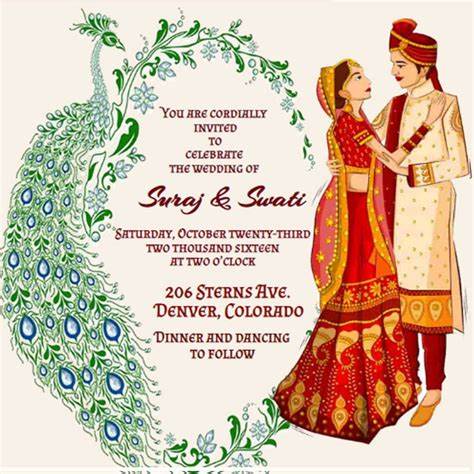 You are cordially
invited
to
celebrate
the wedding of
Suraj & Swati
Saturday, October twenty-third
two thousand sixteen
at two o'clock
206 Sterns Ave.
Denver, Colorado
Dinner and dancing
to follow